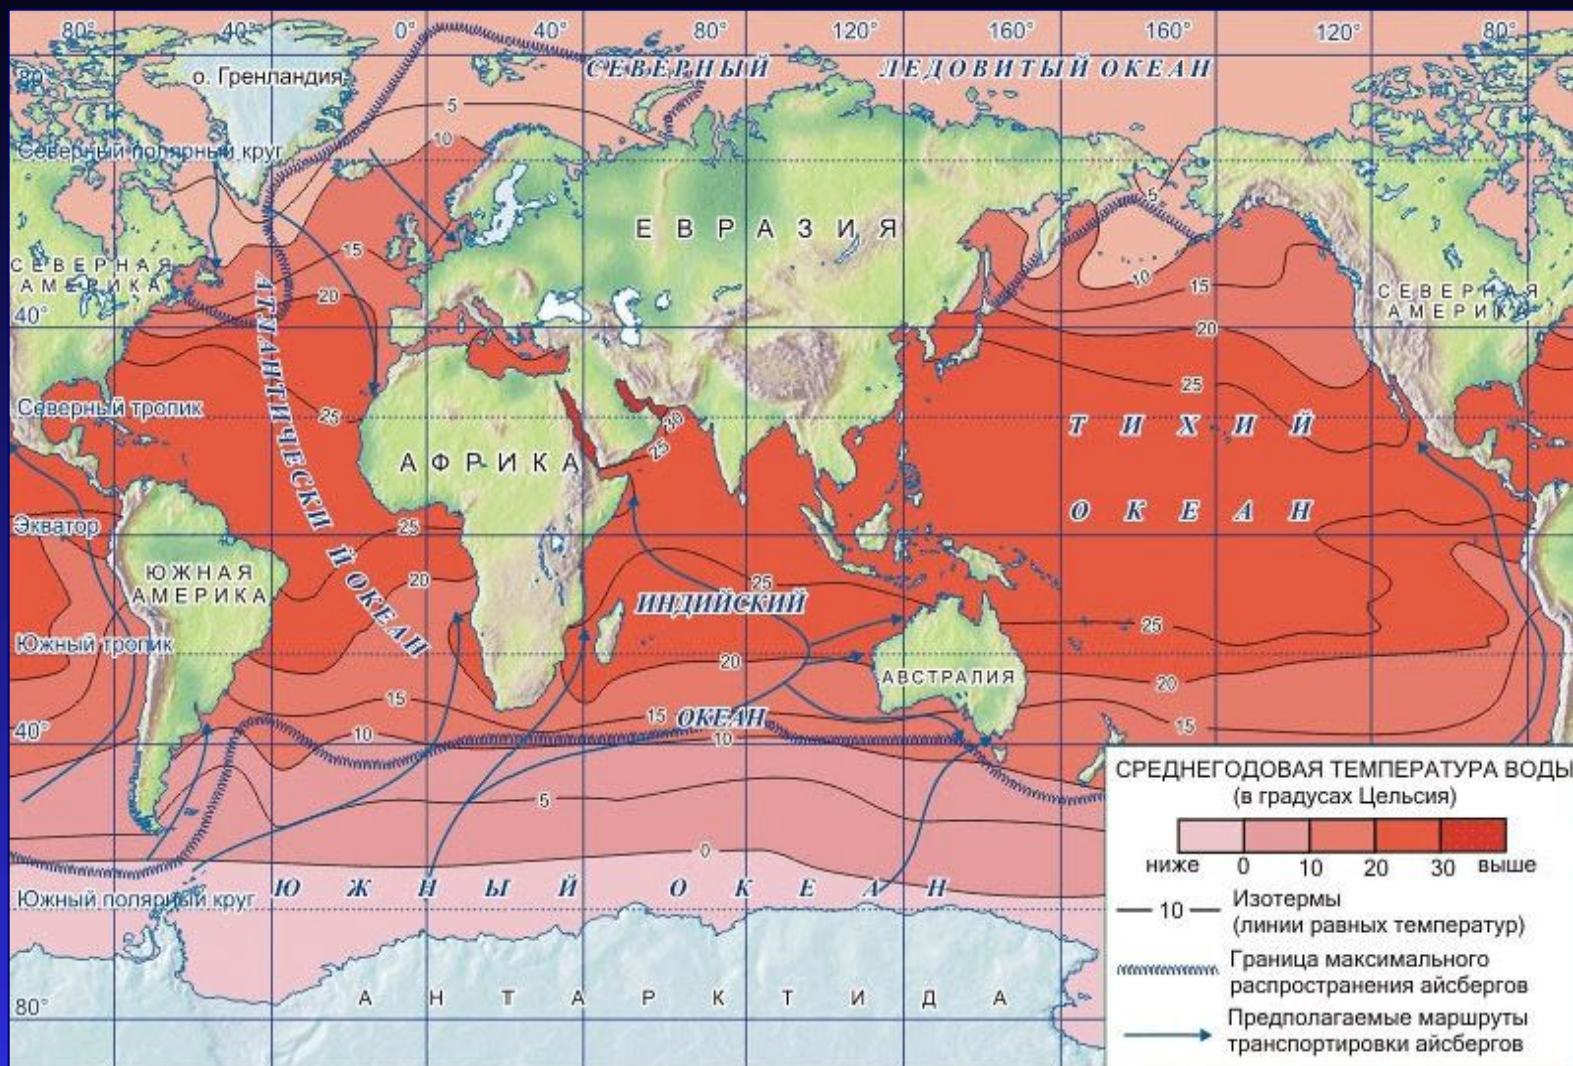 80°
40°
0°
40°
80°
120°
160°
160°
120°
80°
о. Гренландия
СЕВЕРНЫЙ
ЛЕДОВИТЫЙ ОКЕАН
80°
5
10
Северный полярный круг
5
ЕВРАЗИЯ
15
10
СЕВЕРНАЯ
АМЕРИКА
20
15
СЕВЕРНАЯ
АМЕРИКА
40°
20
АТЛАНТИЧЕСКИЙ ОКЕАН
25
Северный тропик
25
30
25
ТИХИЙ
АФРИКА
ОКЕАН
Экватор
25
ЮЖНАЯ
АМЕРИКА
20
25
ИНДИЙСКИЙ
25
Южный тропик
20
АВСТРАЛИЯ
20
15
15
ОКЕАН
15
40°
10
10
5
0
ЮЖНЫЙ ОКЕАН
Южный полярный круг
80°
АНТАРКТИДА
СРЕДНЕГОДОВАЯ ТЕМПЕРАТУРА ВОДЫ
(в градусах Цельсия)
ниже 0 10 20 30 выше
10
Изотермы
(линии равных температур)
Граница максимального
распространения айсбергов
Предполагаемые маршруты
транспортировки айсбергов